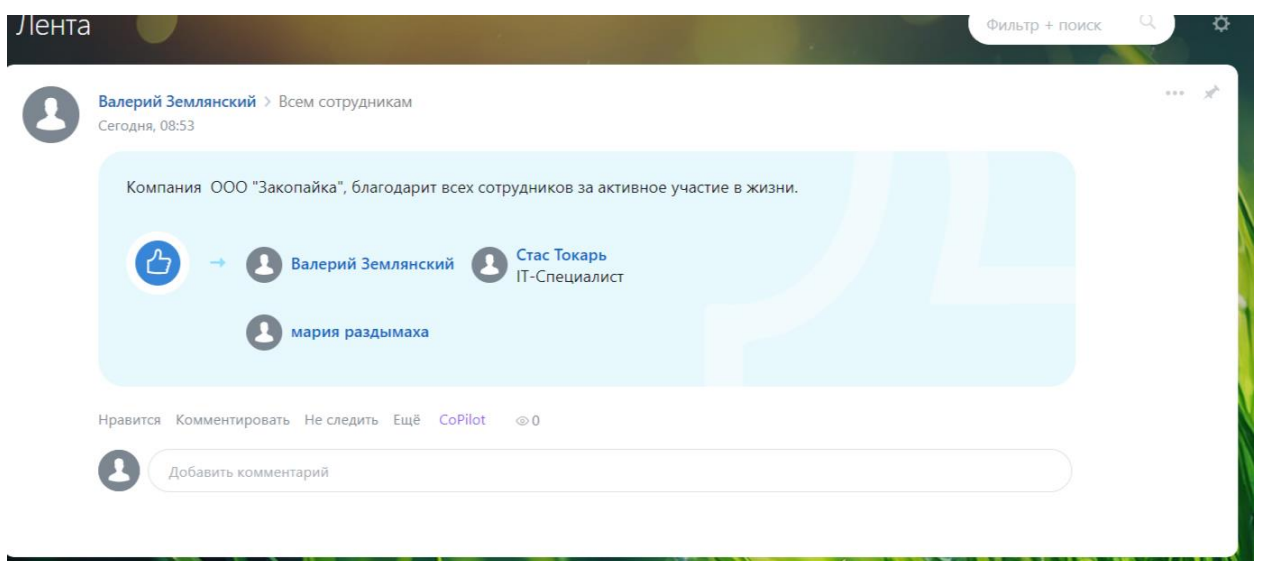 Лента
Фильтр + поиск
Валерий Землянский > Всем сотрудникам
Сегодня, 08:53
Компания ООО "Закопайка", благодарит всех сотрудников за активное участие в жизни.
Валерий Землянский
Стас Токарь
IT-Специалист
мария раздымаха
Нравится Комментировать Не следить Ещё CoPilot 0
Добавить комментарий